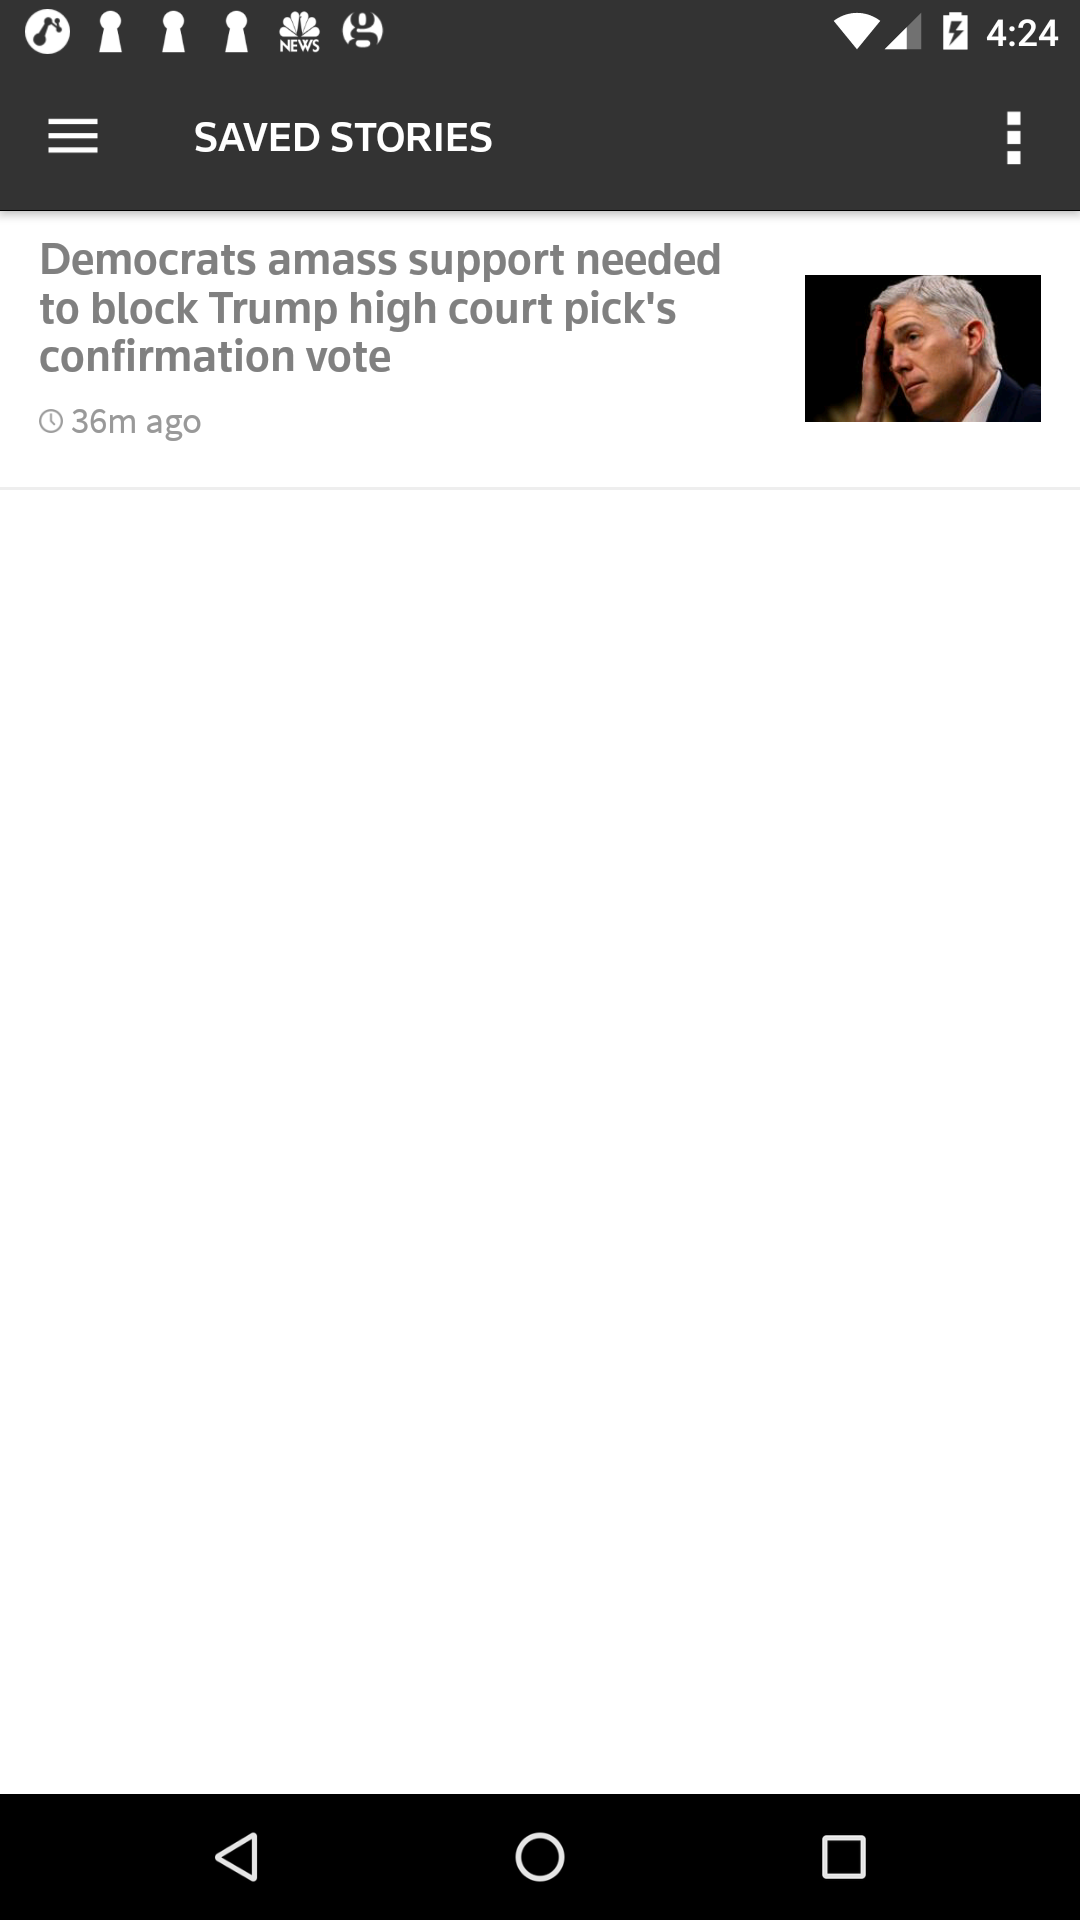 NEWS
4:24
SAVED STORIES
Democrats amass support needed
to block Trump high court pick's
confirmation vote
36m ago